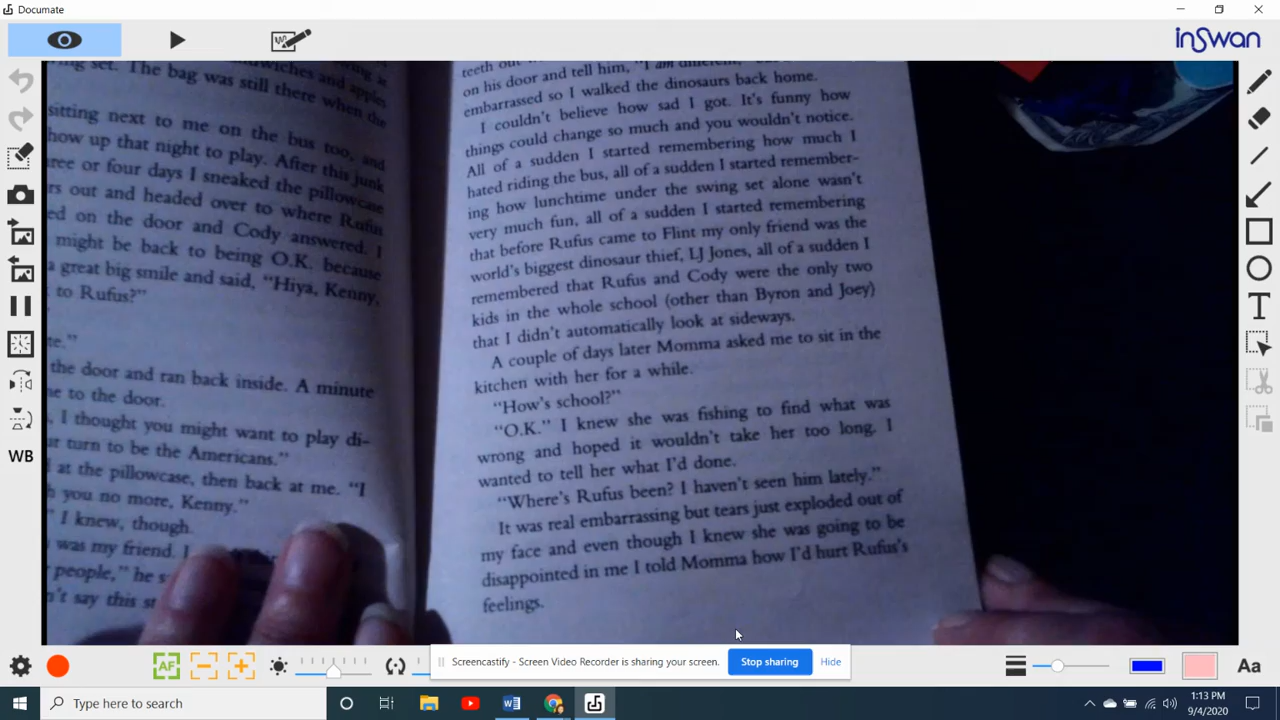 Documate
inSwan
wing set. The bag was still there when the
sitting next to me on the bus too, and
how up that night to play. After this junk
three or four days I sneaked the pillowcase
rs out and headed over to where Rufus
ed on the door and Cody answered. I
might be back to being O.K. because
a great big smile and said, "Hiya, Kenny,
to Rufus?"
the door and ran back inside. A minute
me to the door.
I thought you might want to play di-
ur turn to be the Americans."
at the pillowcase, then back at me. "I
h you no more, Kenny."
I knew, though.
was my friend. I
people," he
n't say this
teeth out
on his door and tell him, "I am different,"
embarrassed so I walked the dinosaurs back home.
I couldn't believe how sad I got. It's funny how
things could change so much and you wouldn't notice.
All of a sudden I started remembering how much I
hated riding the bus, all of a sudden I started remember-
ing how lunchtime under the swing set alone wasn't
very much fun, all of a sudden I started remembering
that before Rufus came to Flint my only friend was the
world's biggest dinosaur thief, LJ Jones, all of a sudden I
remembered that Rufus and Cody were the only two
kids in the whole school (other than Byron and Joey)
that I didn't automatically look at sideways.
A couple of days later Momma asked me to sit in the
kitchen with her for a while.
"How's school?"
"O.K." I knew she was fishing to find what was
wrong and hoped it wouldn't take her too long. I
wanted to tell her what I'd done.
"Where's Rufus been? I haven't seen him lately."
It was real embarrassing but tears just exploded out of
my face and even though I knew she was going to be
disappointed in me I told Momma how I'd hurt Rufus's
feelings.
WB
T
AF
Screencastify - Screen Video Recorder is sharing your screen.
Stop sharing
Hide
Aa
Type here to search
1:13 PM
9/4/2020